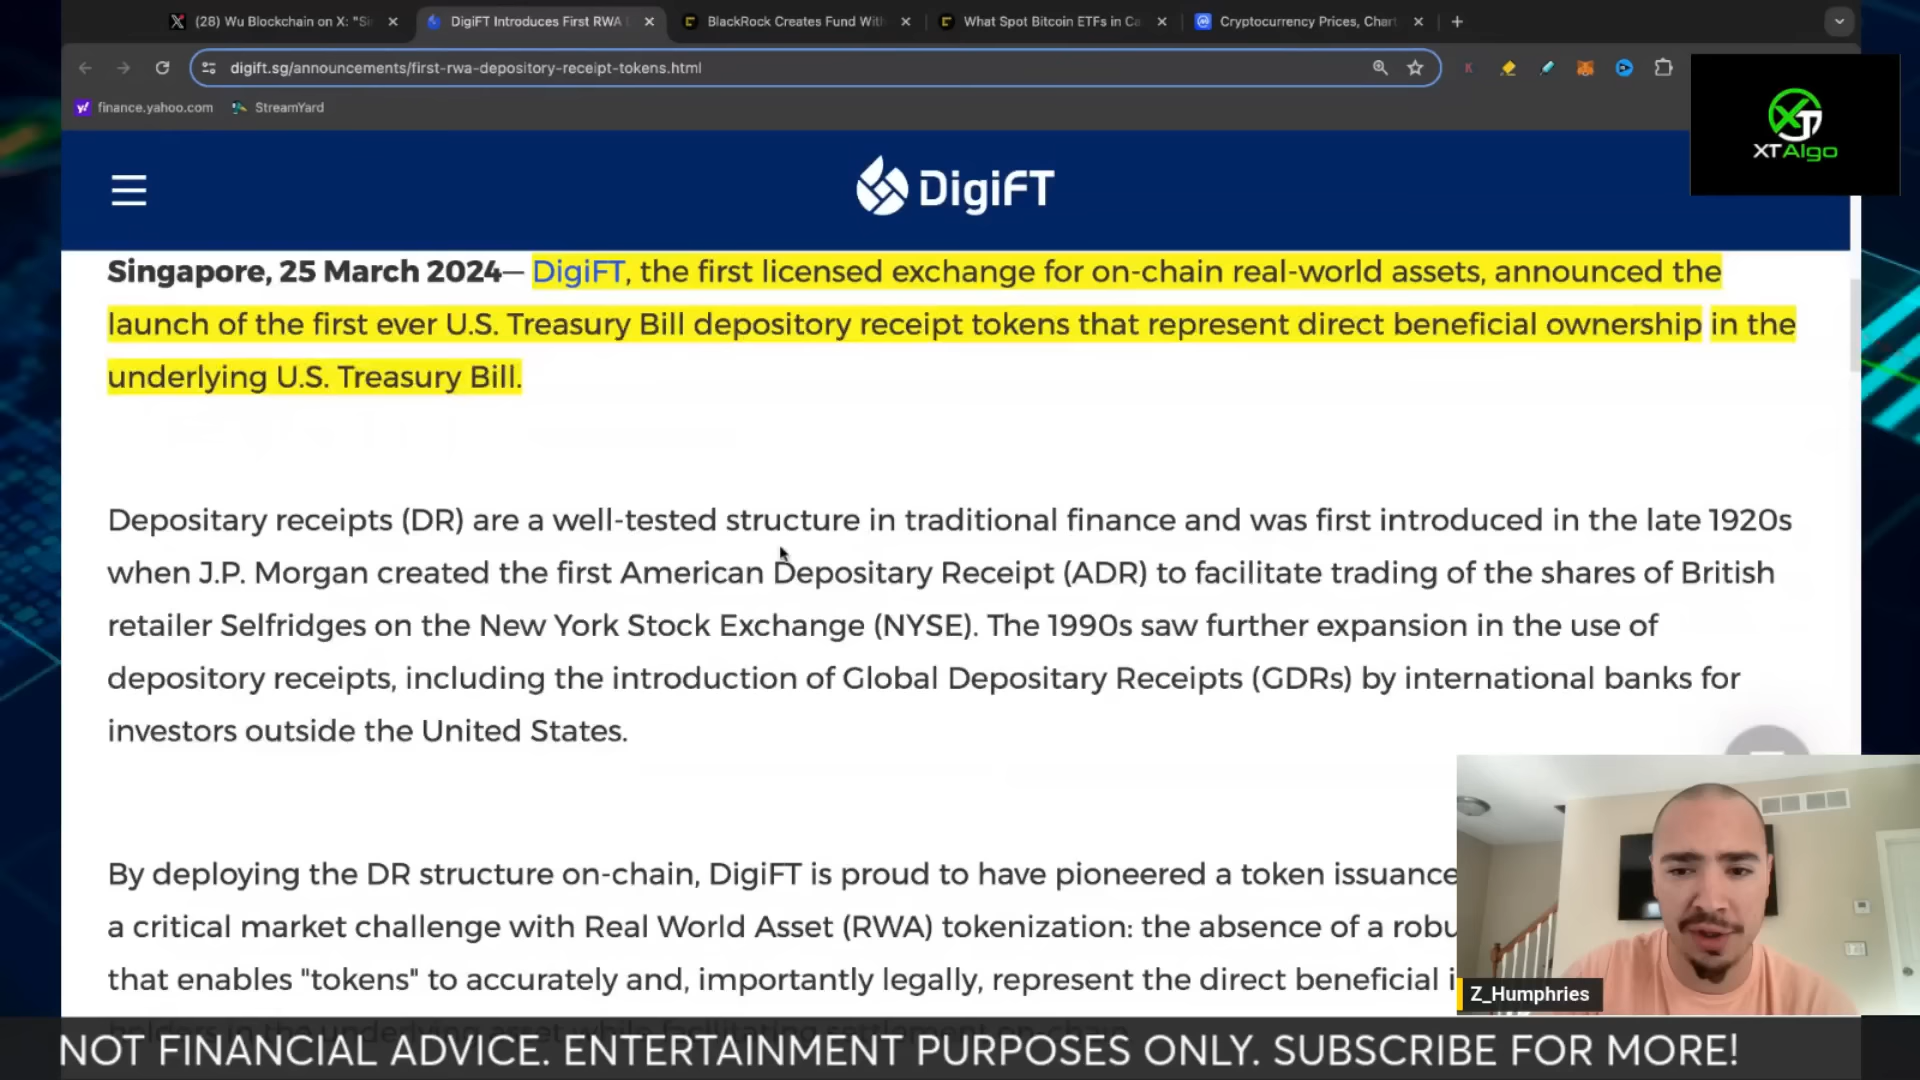 (28) Wu Blockchain on X: "Si
DigiFT Introduces First RWA
BlackRock Creates Fund With
What Spot Bitcoin ETFs in Ca
Cryptocurrency Prices, Chart
digift.sg/announcements/first-rwa-depository-receipt-tokens.html
finance.yahoo.com
StreamYard
XT
XTAlgo
DigiFT
Singapore, 25 March 2024— DigiFT, the first licensed exchange for on-chain real-world assets, announced the
launch of the first ever U.S. Treasury Bill depository receipt tokens that represent direct beneficial ownership in the
underlying U.S. Treasury Bill.
Depositary receipts (DR) are a well-tested structure in traditional finance and was first introduced in the late 1920s
when J.P. Morgan created the first American Depositary Receipt (ADR) to facilitate trading of the shares of British
retailer Selfridges on the New York Stock Exchange (NYSE). The 1990s saw further expansion in the use of
depository receipts, including the introduction of Global Depositary Receipts (GDRs) by international banks for
investors outside the United States.
By deploying the DR structure on-chain, DigiFT is proud to have pioneered a token issuance
a critical market challenge with Real World Asset (RWA) tokenization: the absence of a robu
that enables "tokens" to accurately and, importantly legally, represent the direct beneficial i
Z_Humphries
NOT FINANCIAL ADVICE. ENTERTAINMENT PURPOSES ONLY. SUBSCRIBE FOR MORE!